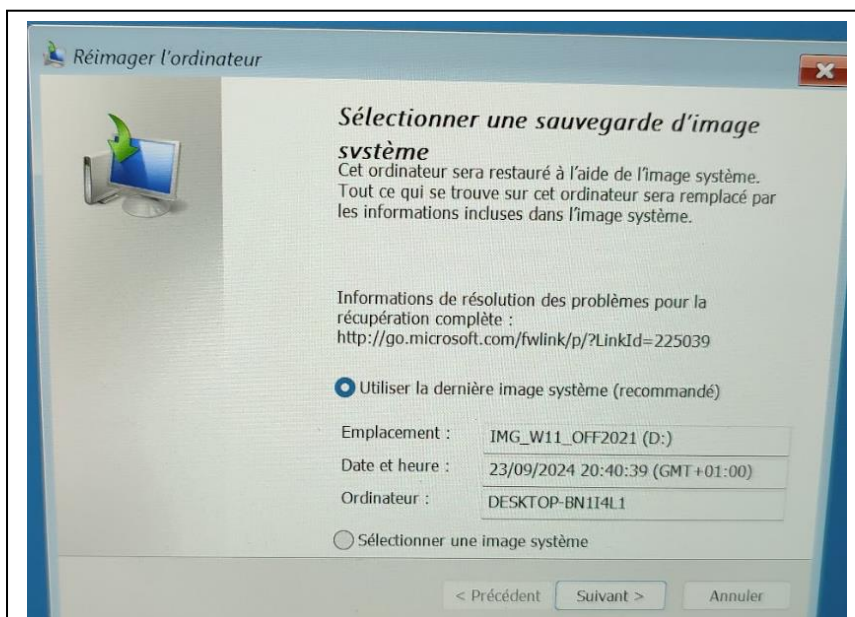 Réimager l'ordinateur
Sélectionner une sauvegarde d'image
système
Cet ordinateur sera restauré à l'aide de l'image système.
Tout ce qui se trouve sur cet ordinateur sera remplacé par
les informations incluses dans l'image système.
Informations de résolution des problèmes pour la
récupération complète :
http://go.microsoft.com/fwlink/p/?LinkId=225039
Utiliser la dernière image système (recommandé)
Emplacement : IMG_W11_OFF2021 (D:)
Date et heure : 23/09/2024 20:40:39 (GMT+01:00)
Ordinateur : DESKTOP-BN1I4L1
Sélectionner une image système
< Précédent Suivant > Annuler